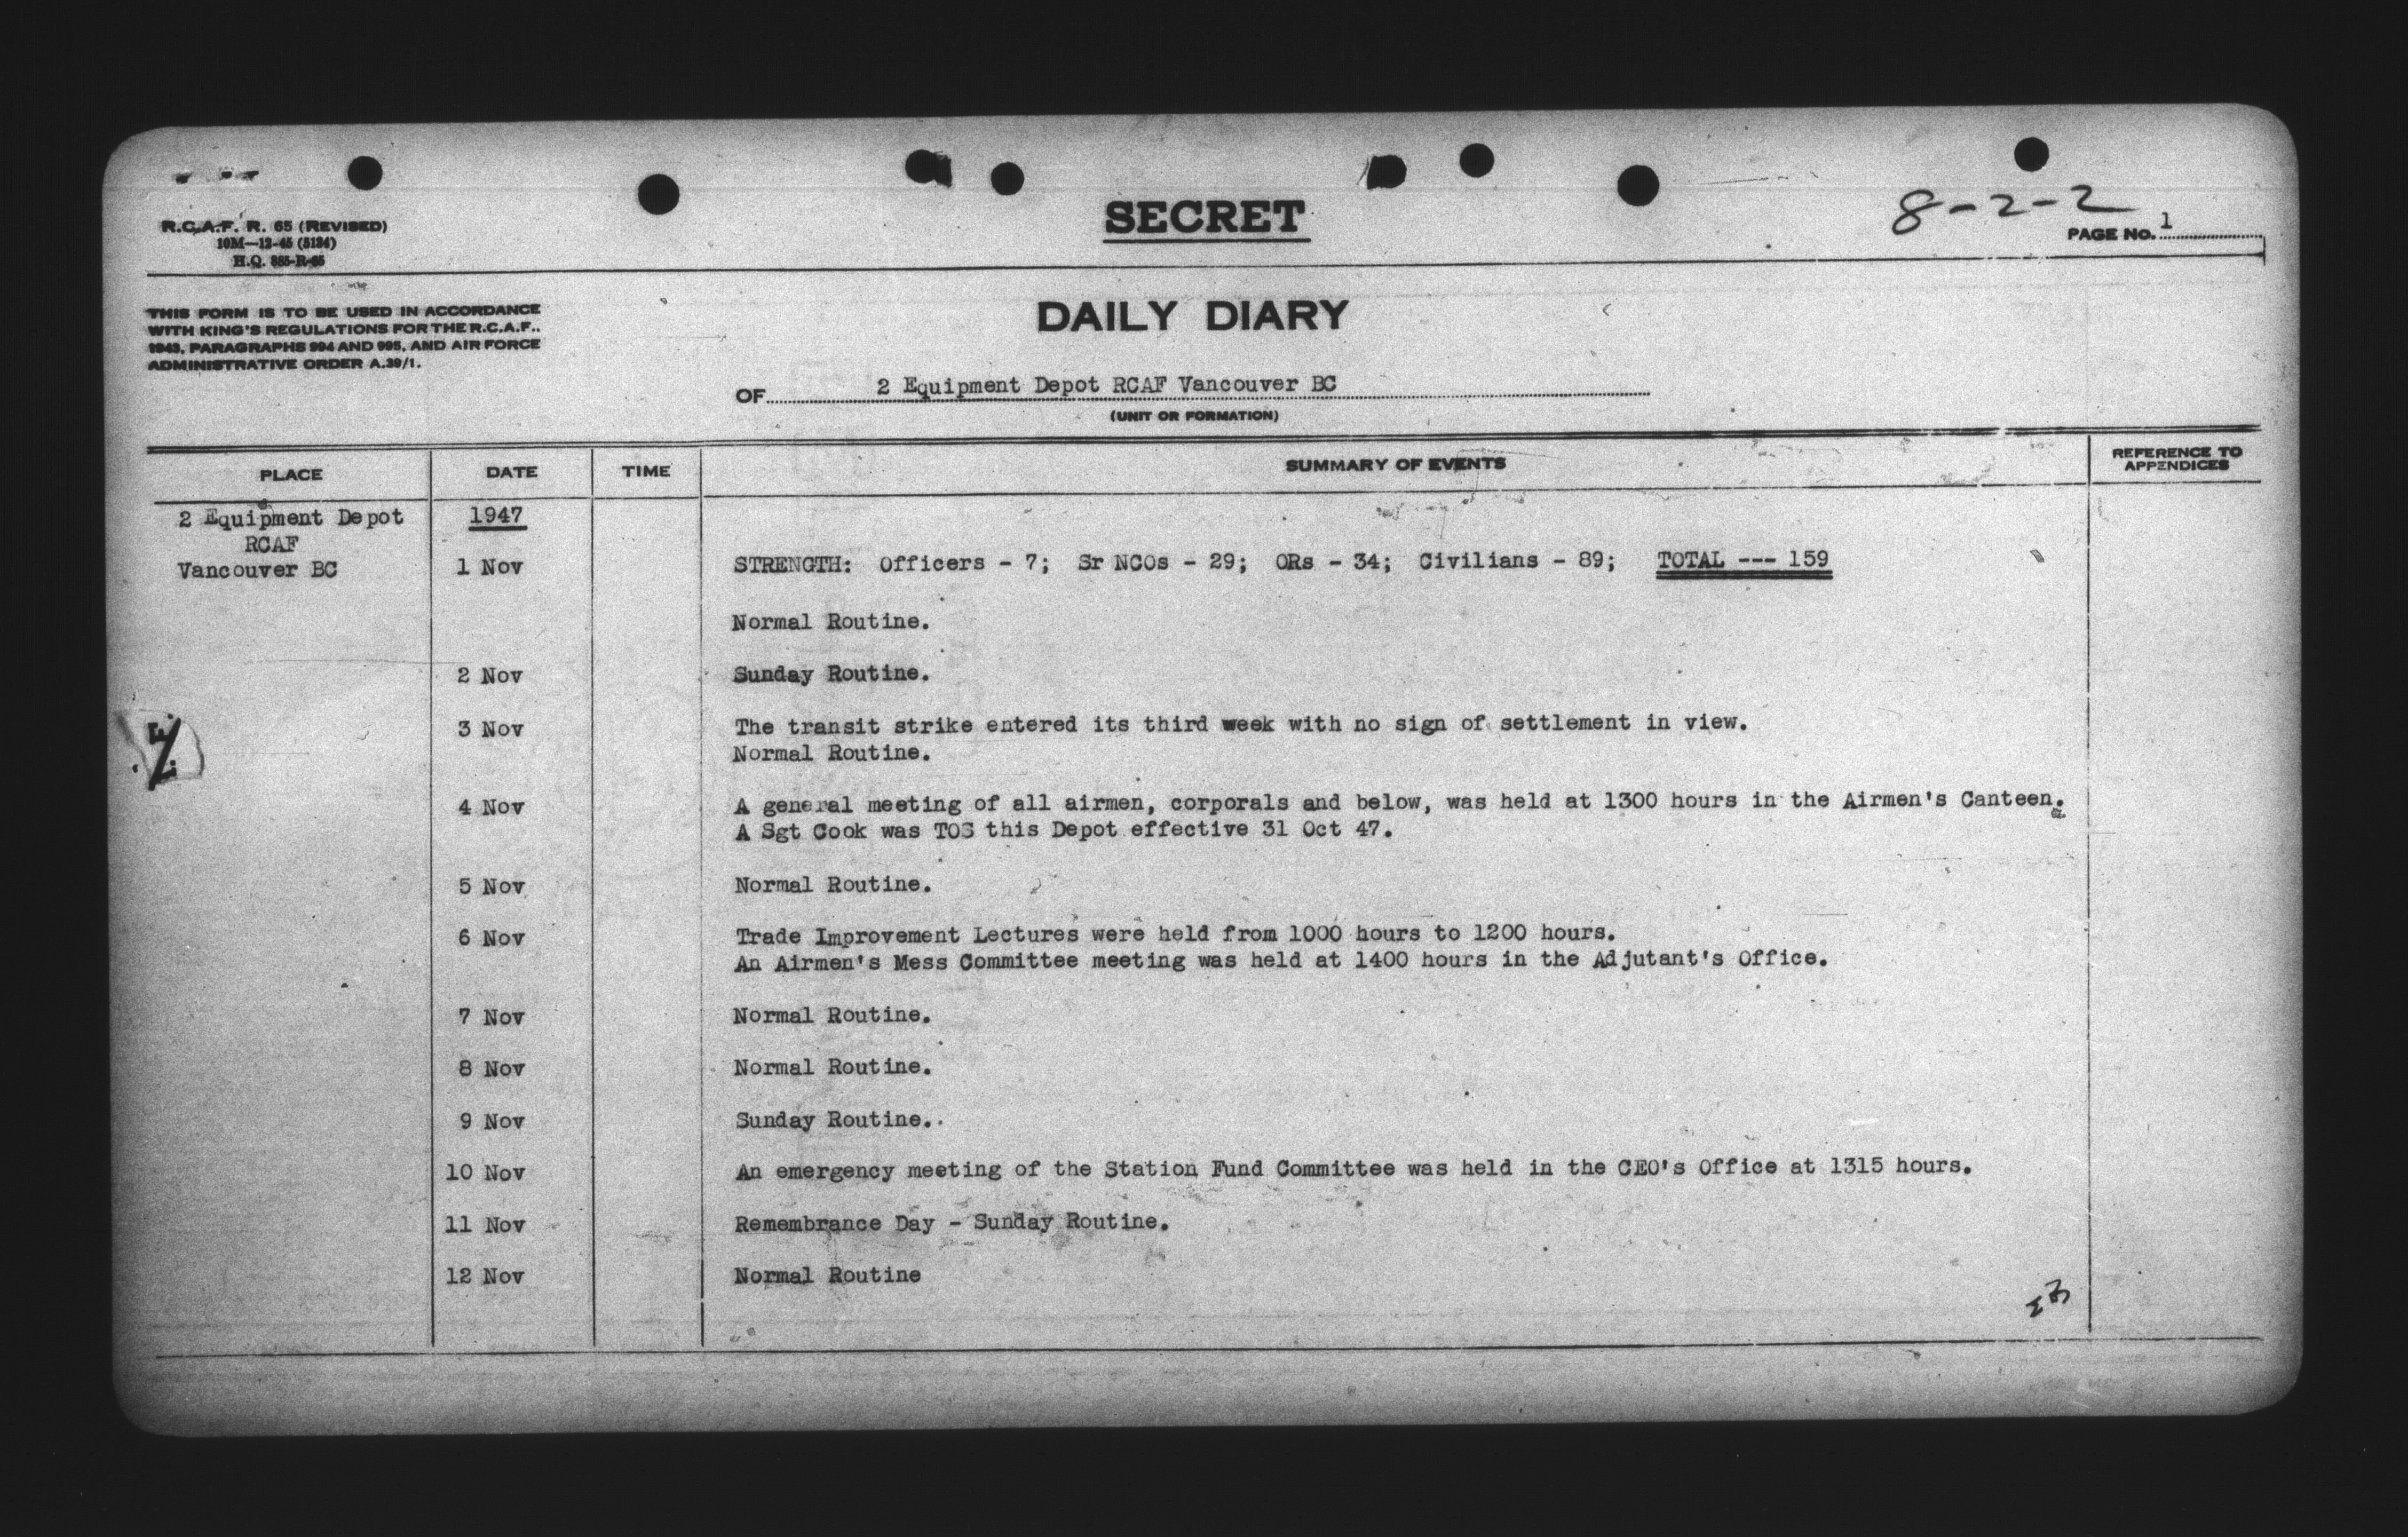 R.C.A.F. R. 65 (REVISED)
10M—12-45 (5134)
H.Q. 885-R-65
SECRET
8-2-2
PAGE NO. 1
THIS FORM IS TO BE USED IN ACCORDANCE
WITH KING'S REGULATIONS FOR THE R.C.A.F..
1943, PARAGRAPHS 994 AND 995, AND AIR FORCE
ADMINISTRATIVE ORDER A.39/1.
DAILY DIARY
OF 2 Equipment Depot RCAF Vancouver BC
(UNIT OR FORMATION)
PLACE DATE TIME SUMMARY OF EVENTS REFERENCE TO
APPENDICES
2 Equipment Depot 1947
RCAF
Vancouver BC 1 Nov STRENGTH: Officers - 7; Sr NCOs - 29; ORs - 34; Civilians - 89; TOTAL --- 159
Normal Routine.
2 Nov Sunday Routine.
3 Nov The transit strike entered its third week with no sign of settlement in view.
Normal Routine.
4 Nov A general meeting of all airmen, corporals and below, was held at 1300 hours in the Airmen's Canteen.
A Sgt Cook was TOS this Depot effective 31 Oct 47.
5 Nov Normal Routine.
6 Nov Trade Improvement Lectures were held from 1000 hours to 1200 hours.
An Airmen's Mess Committee meeting was held at 1400 hours in the Adjutant's Office.
7 Nov Normal Routine.
8 Nov Normal Routine.
9 Nov Sunday Routine.
10 Nov An emergency meeting of the Station Fund Committee was held in the CEO's Office at 1315 hours.
11 Nov Remembrance Day - Sunday Routine.
12 Nov Normal Routine